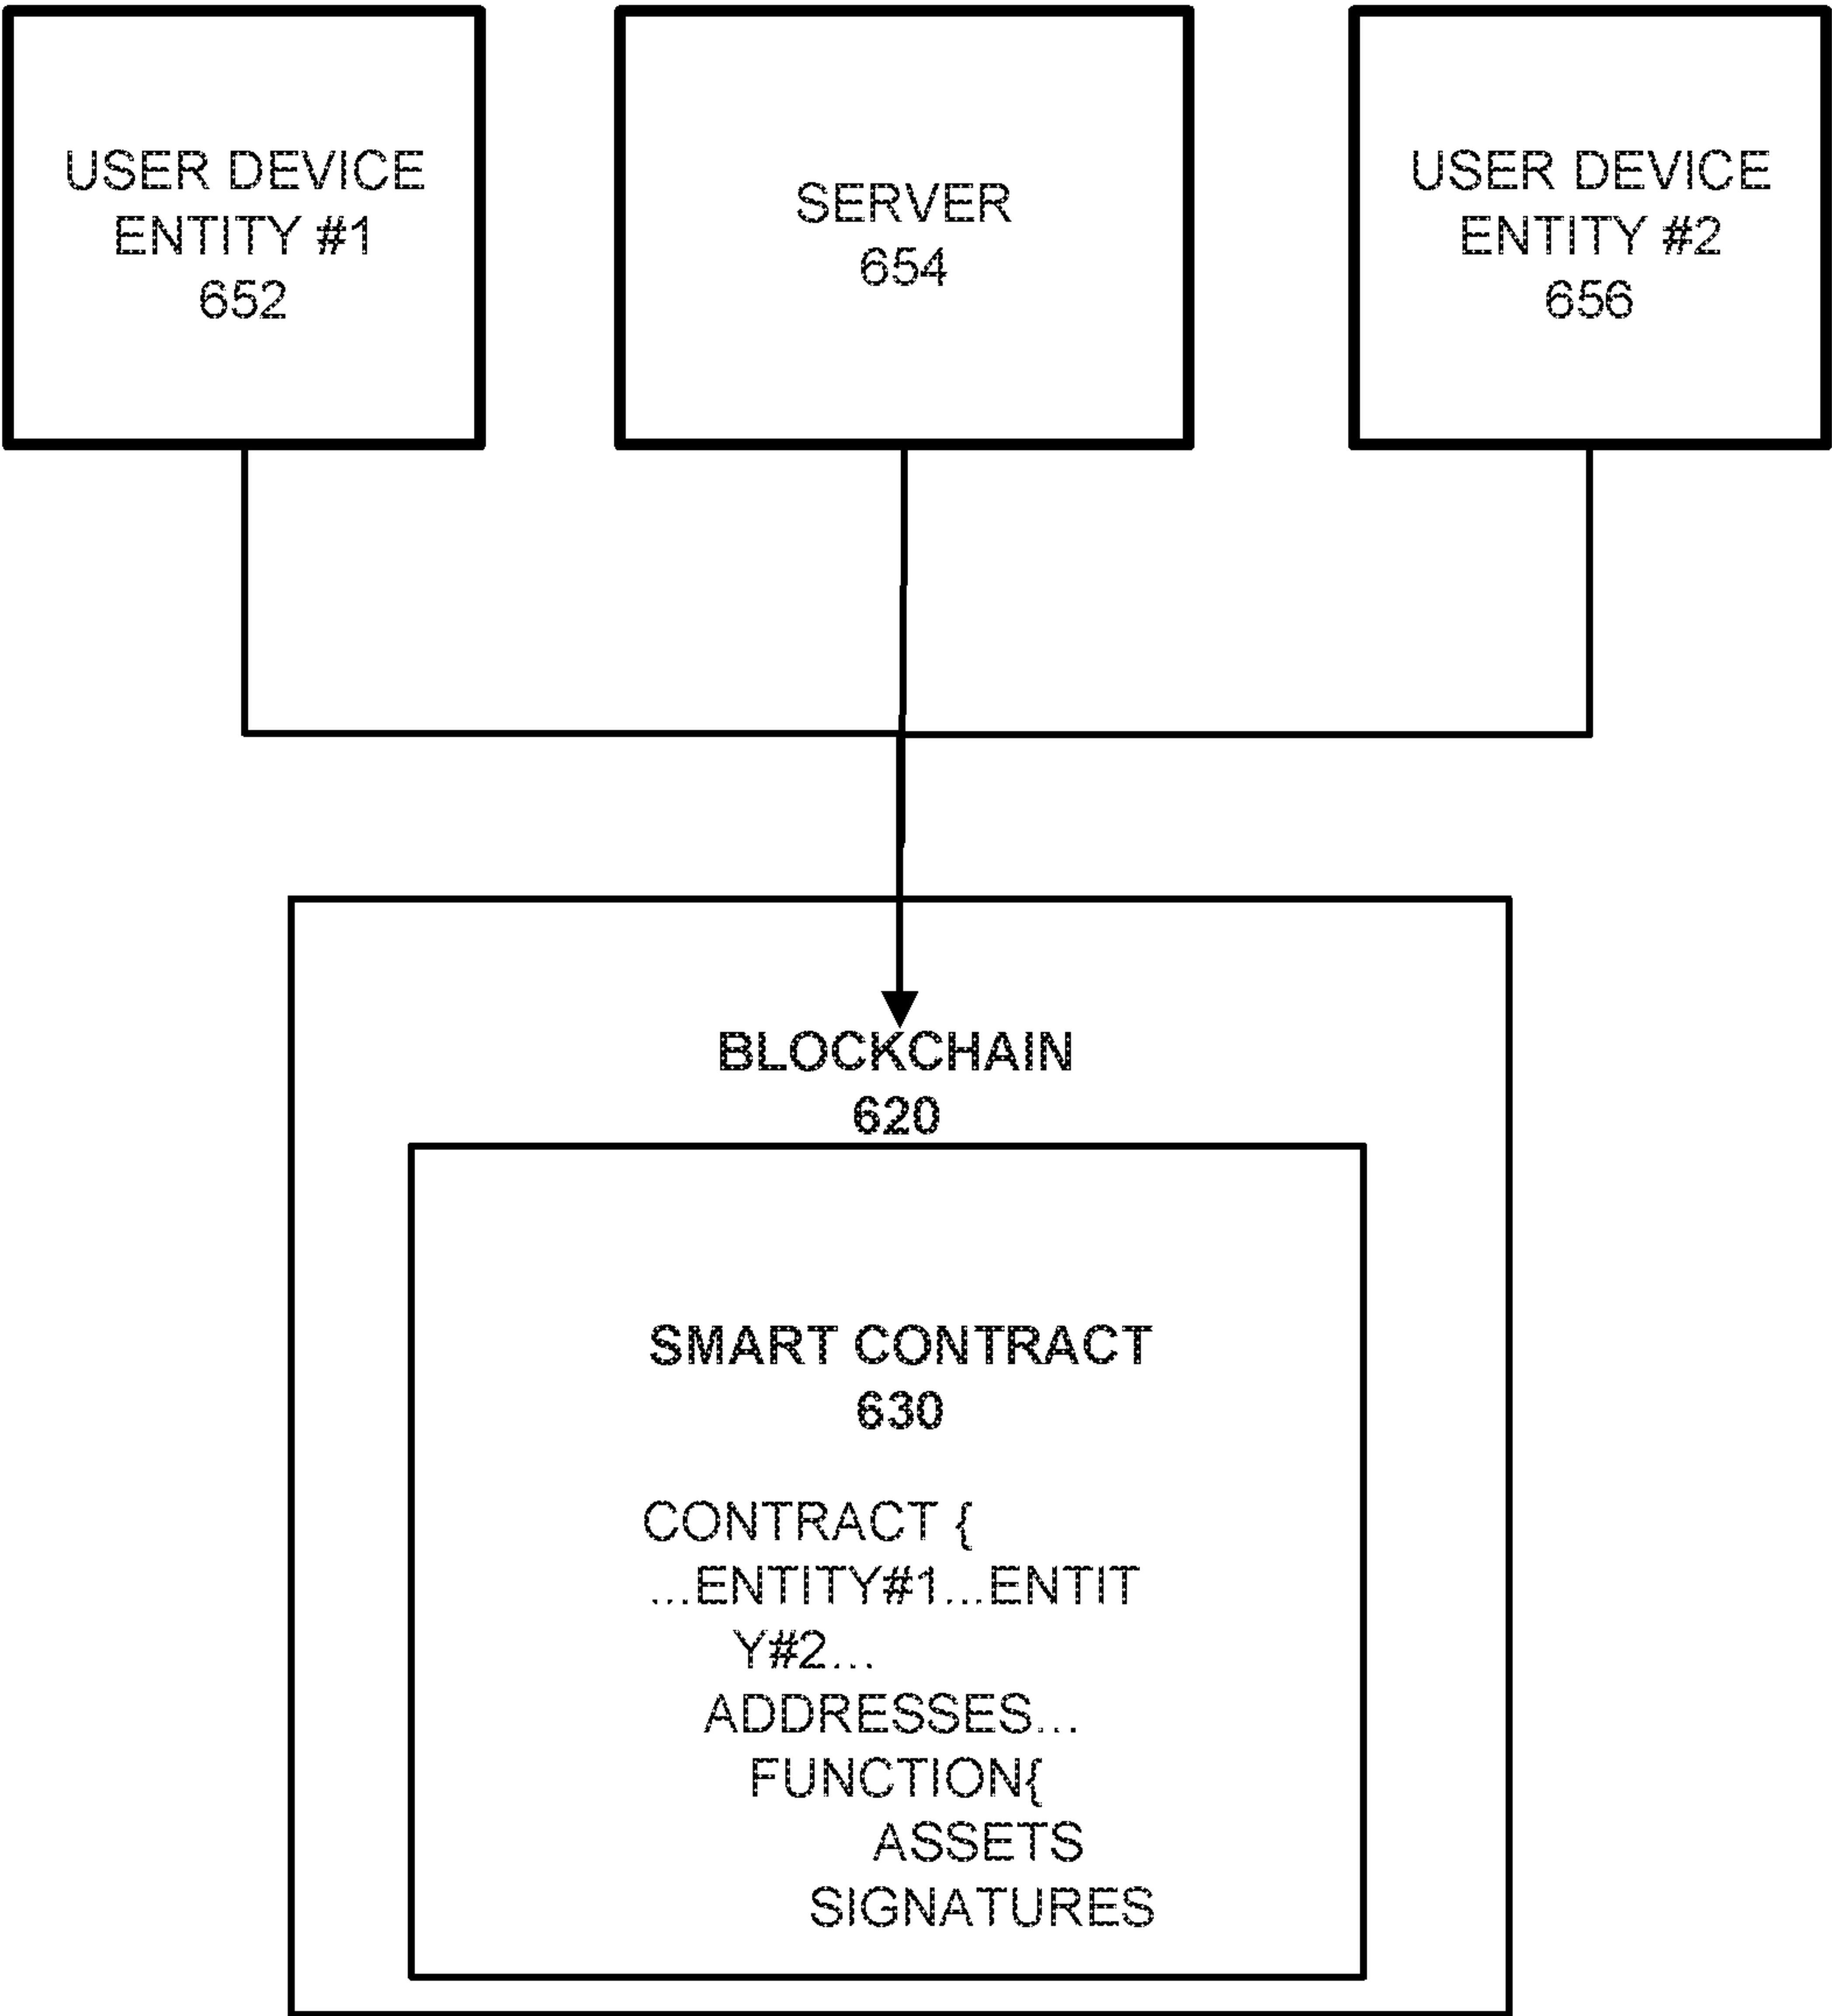 USER DEVICE
ENTITY #1
652
SERVER
654
USER DEVICE
ENTITY #2
656
BLOCKCHAIN
620
SMART CONTRACT
630
CONTRACT {
...ENTITY#1...ENTIT
Y#2...
ADDRESSES...
FUNCTION{
ASSETS
SIGNATURES